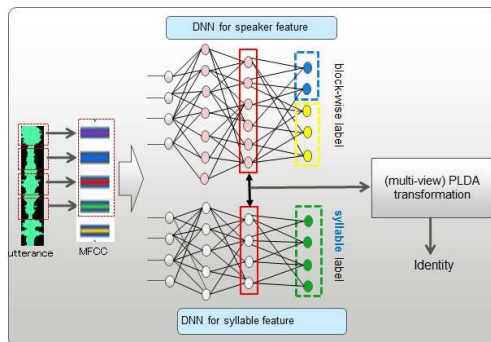 DNN for speaker feature
block-wise label
(multi-view) PLDA
transformation
syllable label
utterance
MFCC
Identity
DNN for syllable feature